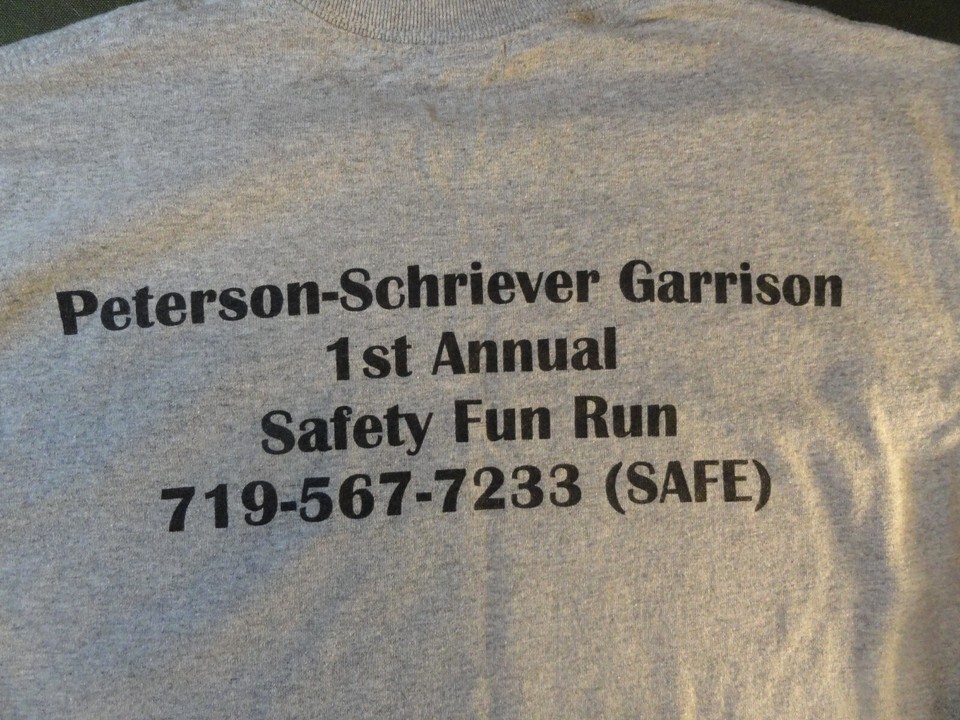 Peterson-Schriever Garrison
1st Annual
Safety Fun Run
719-567-7233 (SAFE)